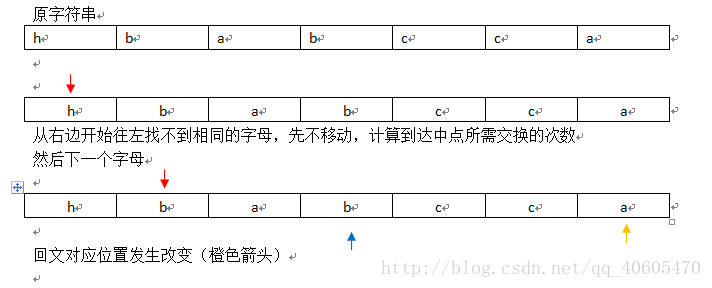 原字符串
h b a b c c a
h b a b c c a
从右边开始往左找不到相同的字母，先不移动，计算到达中点所需交换的次数
然后下一个字母
h b a b c c a
回文对应位置发生改变（橙色箭头）
http://blog.csdn.net/qq_40605470